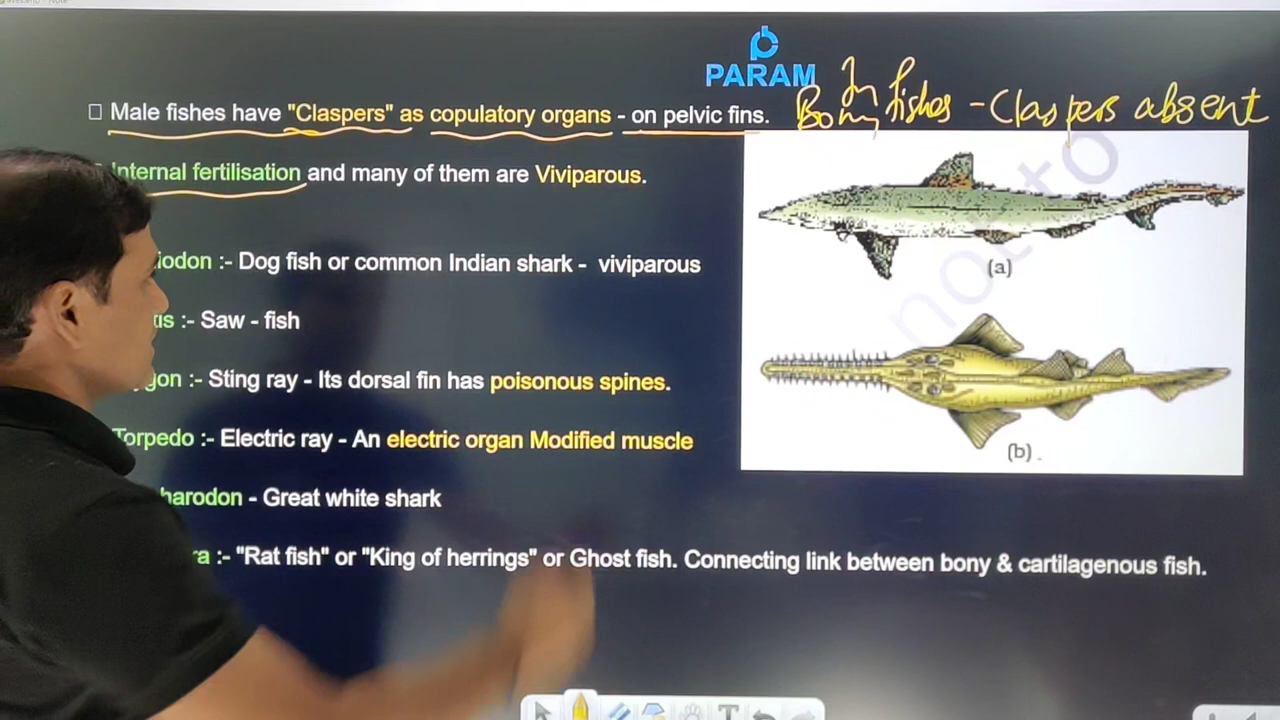 PARAM
□ Male fishes have "Claspers" as copulatory organs - on pelvic fins.
In Bony fishes - Claspers absent
Internal fertilisation and many of them are Viviparous.
iodon :- Dog fish or common Indian shark - viviparous
is :- Saw - fish
gon :- Sting ray - Its dorsal fin has poisonous spines.
Torpedo :- Electric ray - An electric organ Modified muscle
harodon - Great white shark
ra :- "Rat fish" or "King of herrings" or Ghost fish. Connecting link between bony & cartilagenous fish.
(a)
(b) .